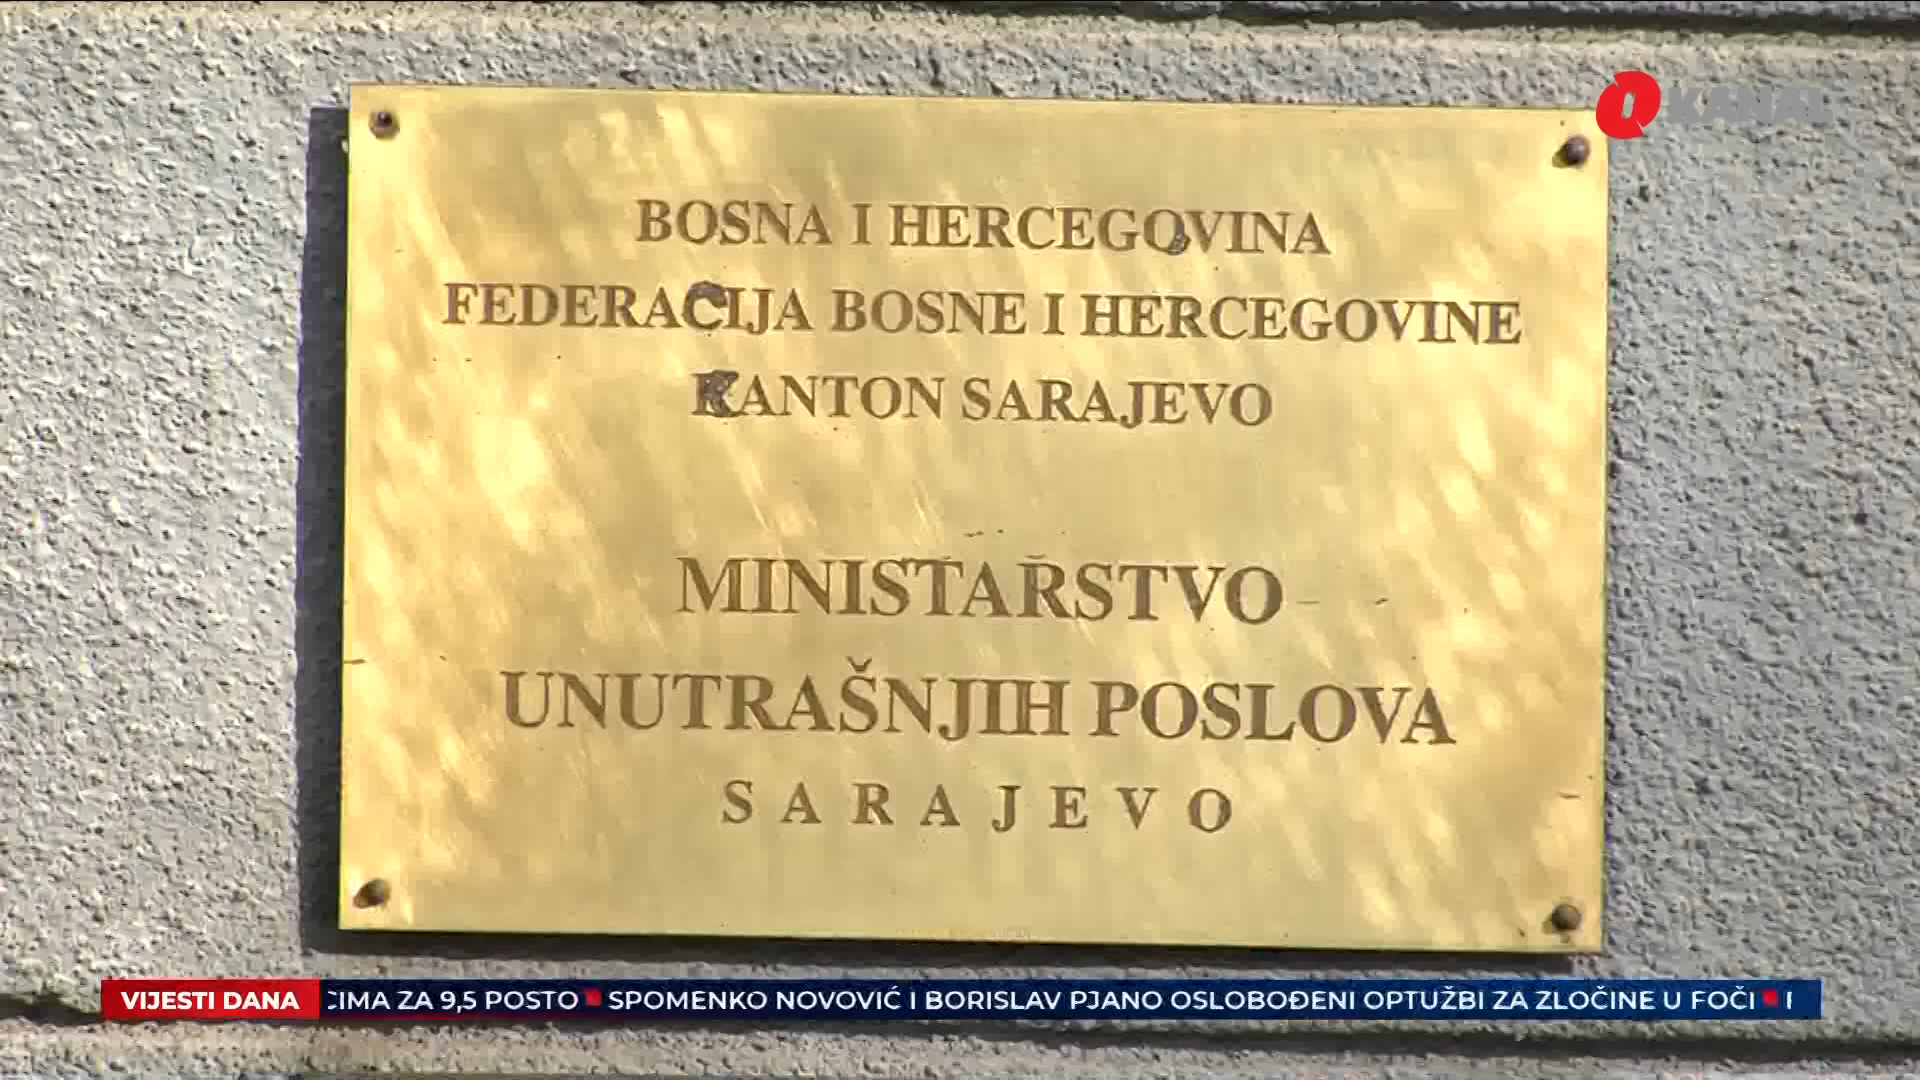 O KANAL
BOSNA I HERCEGOVINA
FEDERACIJA BOSNE I HERCEGOVINE
KANTON SARAJEVO
MINISTARSTVO
UNUTRAŠNJIH POSLOVA
SARAJEVO
VIJESTI DANA CIMA ZA 9,5 POSTO ▪ SPOMENKO NOVOVIĆ I BORISLAV PJANO OSLOBOĐENI OPTUŽBI ZA ZLOČINE U FOČI ▪